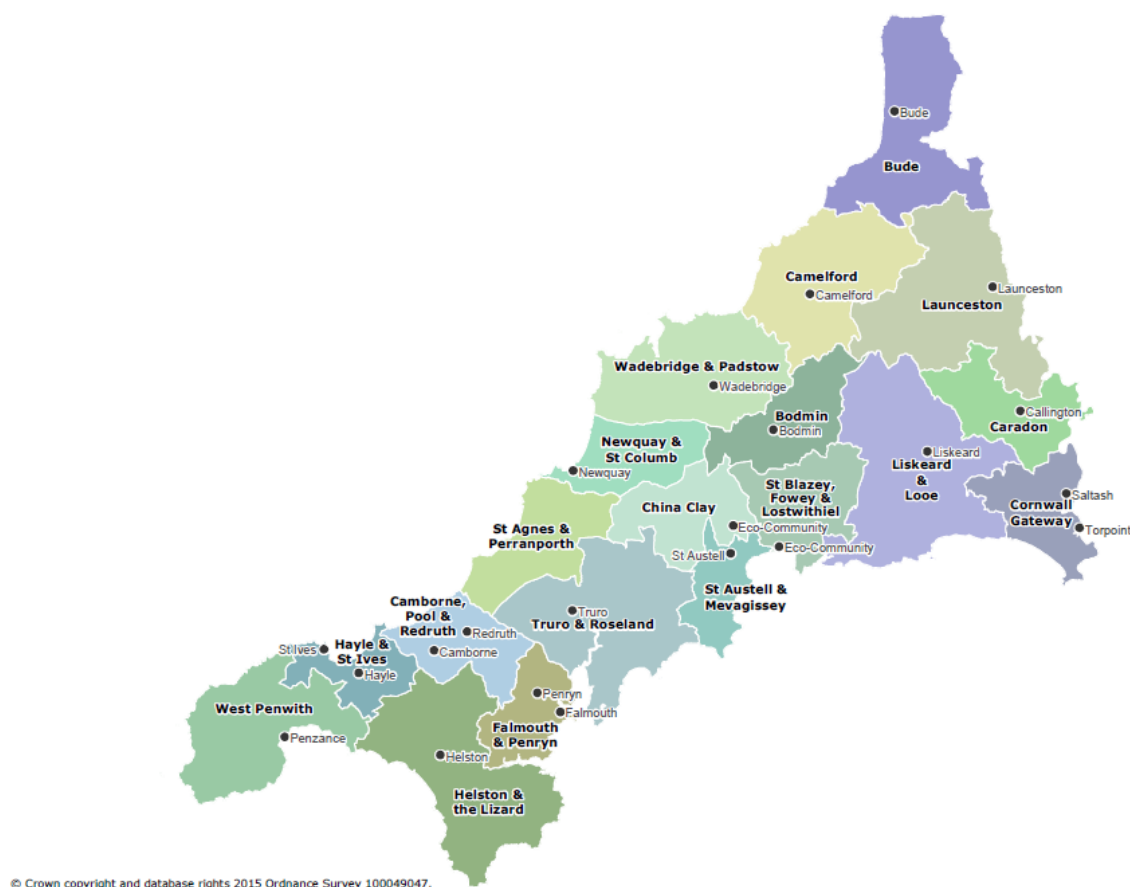 Bude
Bude
Camelford
Camelford
Launceston
Launceston
Wadebridge & Padstow
Wadebridge
Bodmin
Bodmin
Callington
Caradon
Newquay &
St Columb
Newquay
Liskeard
Liskeard
&
Looe
St Blazey,
Fowey &
Lostwithiel
China Clay
Eco-Community
Eco-Community
Saltash
Cornwall
Gateway
Torpoint
St Agnes &
Perranporth
St Austell
St Austell &
Mevagissey
Camborne,
Pool &
Redruth
Redruth
Camborne
Truro
Truro & Roseland
St Ives
Hayle &
St Ives
Hayle
West Penwith
Penzance
Penryn
Falmouth
Falmouth
& Penryn
Helston
Helston &
the Lizard
© Crown copyright and database rights 2015 Ordnance Survey 100049047.